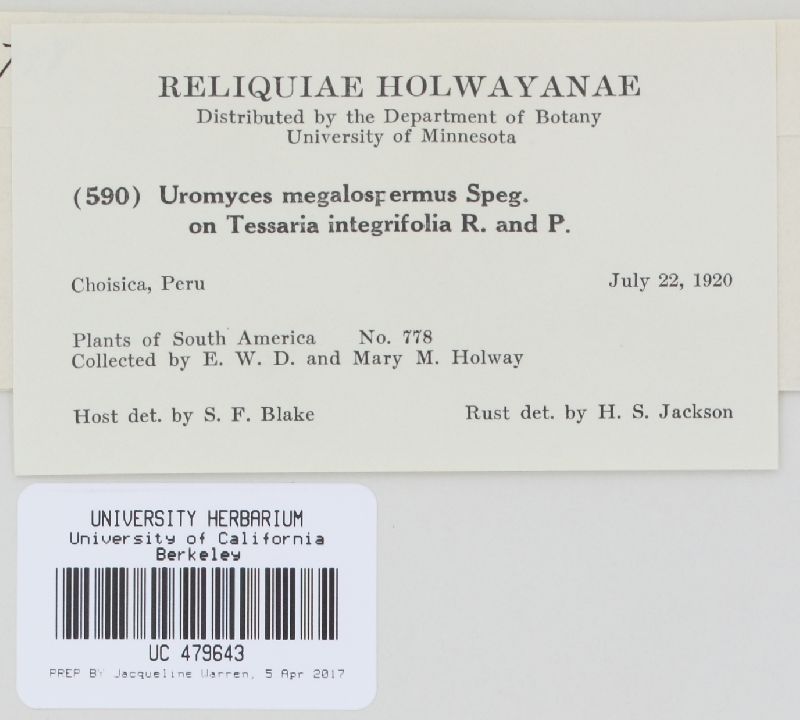 RELIQUIAE HOLWAYANAE
Distributed by the Department of Botany
University of Minnesota
(590) Uromyces megalospermus Speg.
on Tessaria integrifolia R. and P.
Choisica, Peru July 22, 1920
Plants of South America No. 778
Collected by E. W. D. and Mary M. Holway
Host det. by S. F. Blake Rust det. by H. S. Jackson
UNIVERSITY HERBARIUM
University of California
Berkeley
UC 479643
PREP BY Jacqueline Warren, 5 Apr 2017